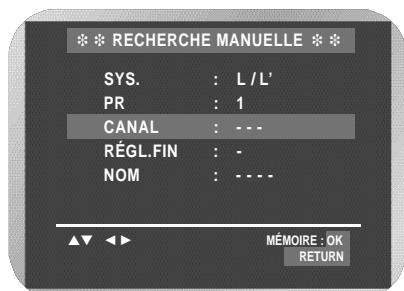 ❇ ❇ RECHERCHE MANUELLE ❇ ❇
SYS. : L / L’
PR : 1
CANAL : - - -
RÉGL.FIN : -
NOM : - - - -
▲▼ ◄► MÉMOIRE : OK
RETURN